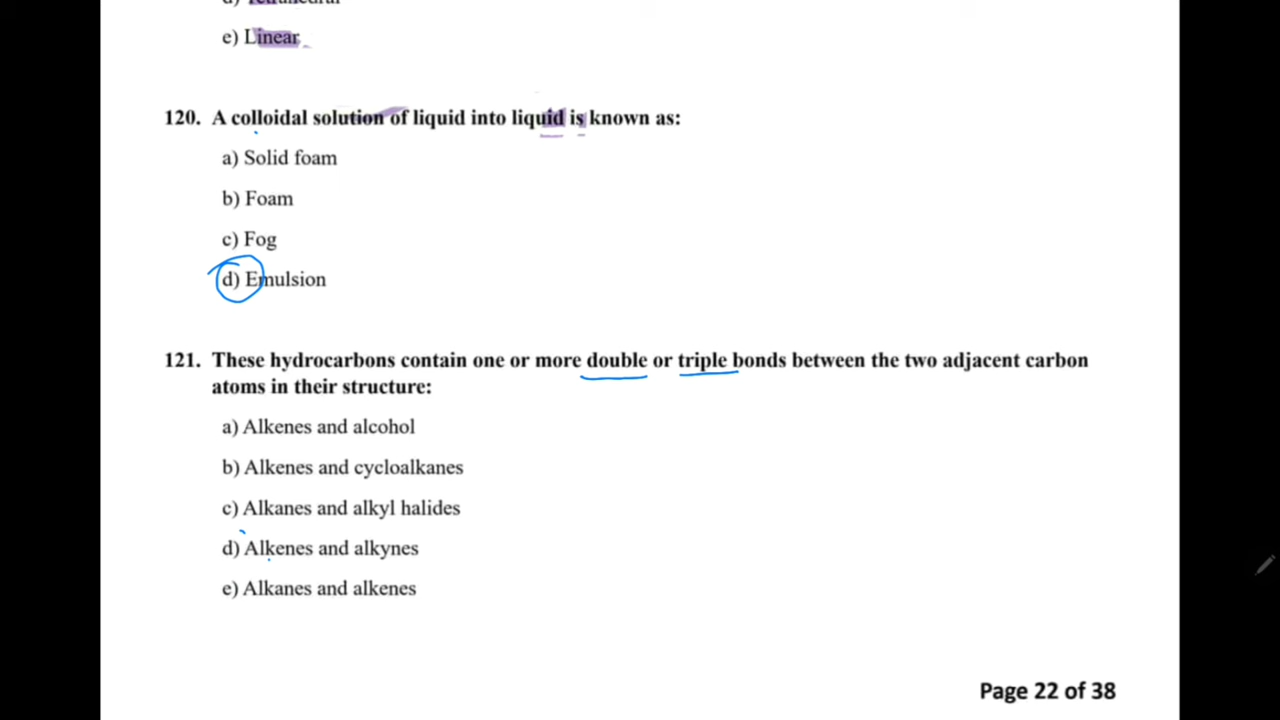 e) Linear
120. A colloidal solution of liquid into liquid is known as:
a) Solid foam
b) Foam
c) Fog
d) Emulsion
121. These hydrocarbons contain one or more double or triple bonds between the two adjacent carbon
atoms in their structure:
a) Alkenes and alcohol
b) Alkenes and cycloalkanes
c) Alkanes and alkyl halides
d) Alkenes and alkynes
e) Alkanes and alkenes
Page 22 of 38